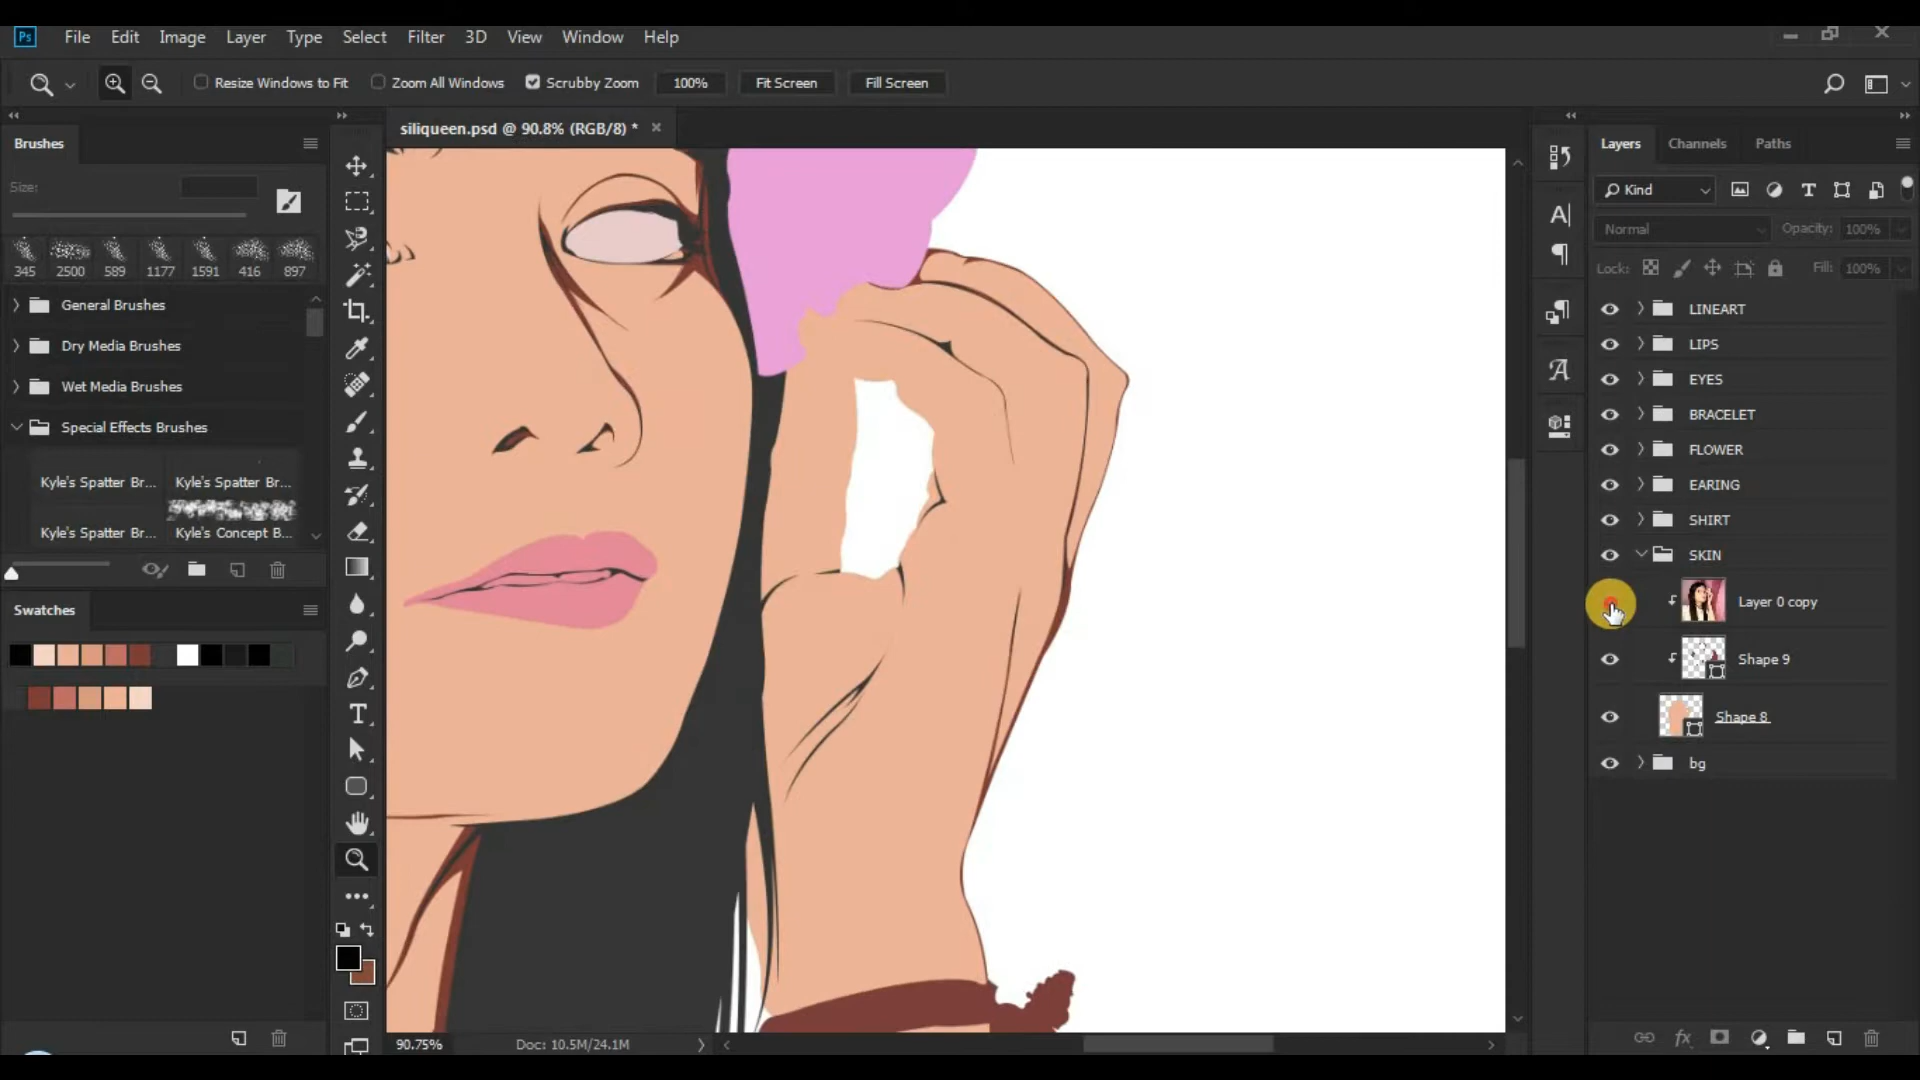 Ps File Edit Image Layer Type Select Filter 3D View Window Help
Resize Windows to Fit Zoom All Windows Scrubby Zoom 100% Fit Screen Fill Screen
siliqueen.psd @ 90.8% (RGB/8) *
Brushes
Size:
345 2500 589 1177 1591 416 897
General Brushes
Dry Media Brushes
Wet Media Brushes
Special Effects Brushes
Kyle's Spatter Br... Kyle's Spatter Br...
Kyle's Spatter Br... Kyle's Concept B...
Swatches
Layers Channels Paths
Kind
Normal Opacity: 100%
Lock: Fill: 100%
LINEART
LIPS
EYES
BRACELET
FLOWER
EARING
SHIRT
SKIN
Layer 0 copy
Shape 9
Shape 8
bg
90.75% Doc: 10.5M/24.1M